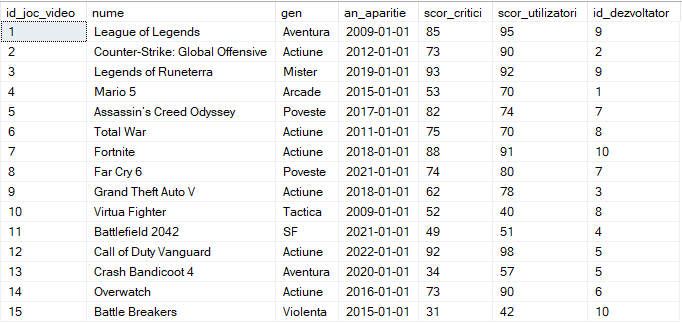 id_joc_video nume gen an_aparitie scor_critici scor_utilizatori id_dezvoltator
1 League of Legends Aventura 2009-01-01 85 95 9
2 Counter-Strike: Global Offensive Actiune 2012-01-01 73 90 2
3 Legends of Runeterra Mister 2019-01-01 93 92 9
4 Mario 5 Arcade 2015-01-01 53 70 1
5 Assassin's Creed Odyssey Poveste 2017-01-01 82 74 7
6 Total War Actiune 2011-01-01 75 70 8
7 Fortnite Actiune 2018-01-01 88 91 10
8 Far Cry 6 Poveste 2021-01-01 74 80 7
9 Grand Theft Auto V Actiune 2018-01-01 62 78 3
10 Virtua Fighter Tactica 2009-01-01 52 40 8
11 Battlefield 2042 SF 2021-01-01 49 51 4
12 Call of Duty Vanguard Actiune 2022-01-01 92 98 5
13 Crash Bandicoot 4 Aventura 2020-01-01 34 57 5
14 Overwatch Actiune 2016-01-01 73 90 6
15 Battle Breakers Violenta 2015-01-01 31 42 10